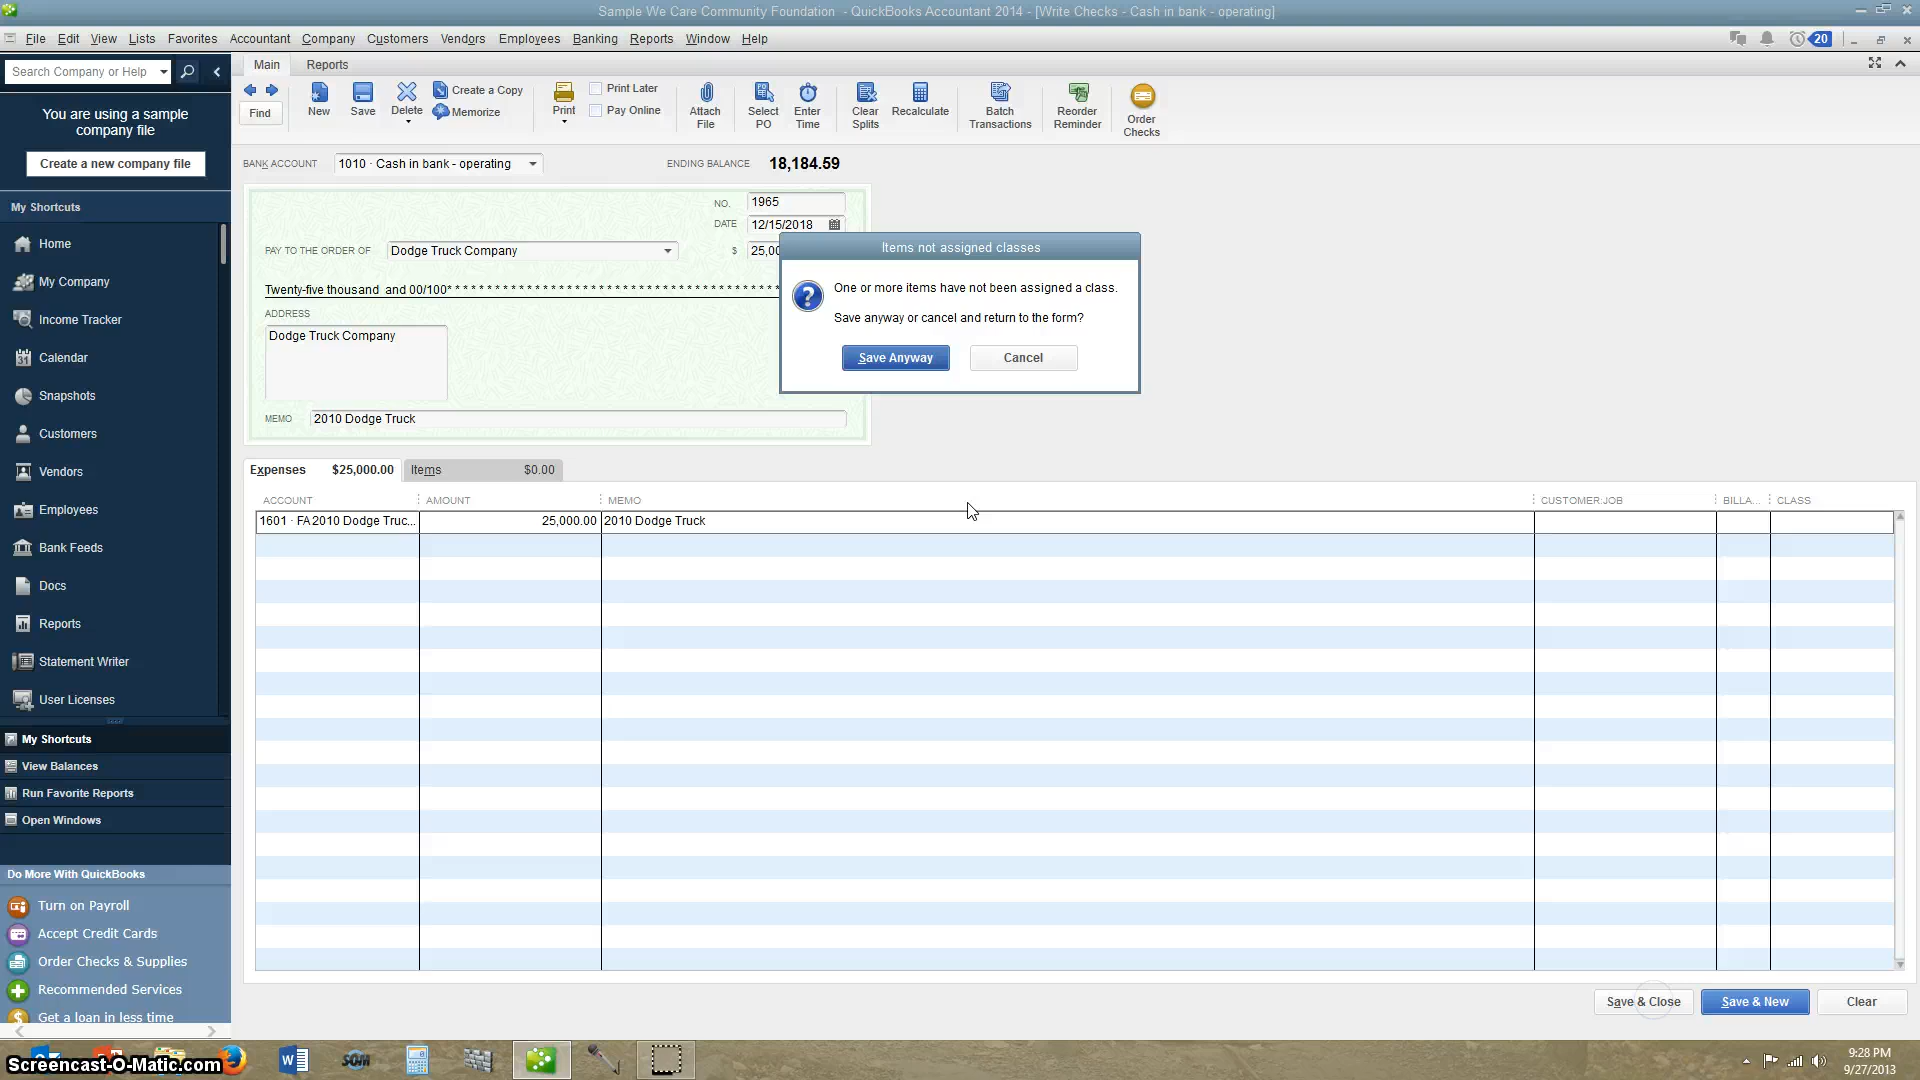 Sample We Care Community Foundation - QuickBooks Accountant 2014 - [Write Checks - Cash in bank - operating]
File Edit View Lists Favorites Accountant Company Customers Vendors Employees Banking Reports Window Help
20
Search Company or Help
You are using a sample
company file
Create a new company file
My Shortcuts
Home
My Company
Income Tracker
Calendar
Snapshots
Customers
Vendors
Employees
Bank Feeds
Docs
Reports
Statement Writer
User Licenses
My Shortcuts
View Balances
Run Favorite Reports
Open Windows
Do More With QuickBooks
Turn on Payroll
Accept Credit Cards
Order Checks & Supplies
Recommended Services
Get a loan in less time
Main Reports
Find
New
Save
Delete
Create a Copy
Memorize
Print
Print Later
Pay Online
Attach
File
Select
PO
Enter
Time
Clear
Splits
Recalculate
Batch
Transactions
Reorder
Reminder
Order
Checks
BANK ACCOUNT 1010 · Cash in bank - operating ENDING BALANCE 18,184.59
NO. 1965
DATE 12/15/2018
PAY TO THE ORDER OF Dodge Truck Company $ 25,00
Twenty-five thousand and 00/100* * * * * * * * * * * * * * * * * * * * * * * * * * * * * * * * * * * * * * * * *
ADDRESS
Dodge Truck Company
MEMO 2010 Dodge Truck
Items not assigned classes
One or more items have not been assigned a class.
Save anyway or cancel and return to the form?
Save Anyway Cancel
Expenses $25,000.00 Items $0.00
ACCOUNT AMOUNT MEMO CUSTOMER:JOB BILLA... CLASS
1601 · FA 2010 Dodge Truc... 25,000.00 2010 Dodge Truck
Save & Close Save & New Clear
Screencast-O-Matic.com
SOM
9:28 PM
9/27/2013